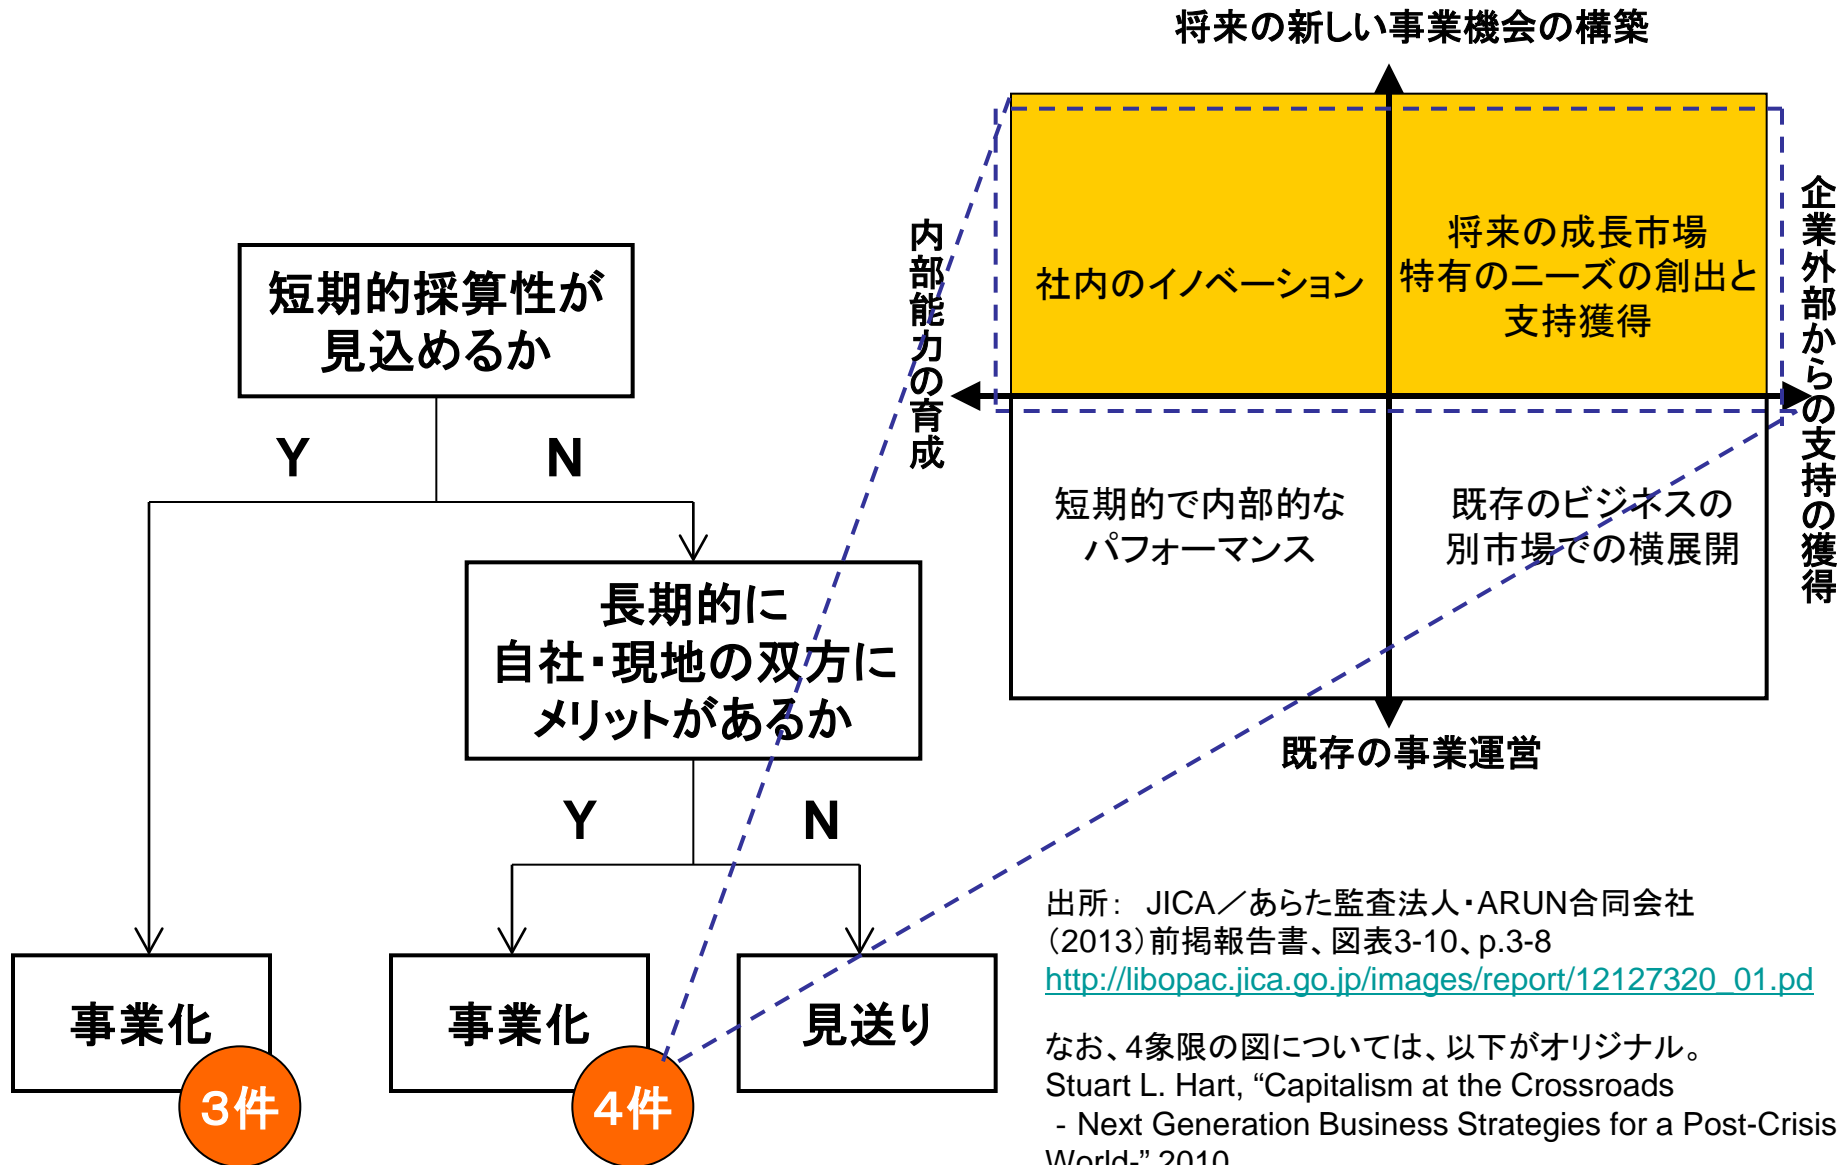 将来の新しい事業機会の構築
内部能力の育成
企業外部からの支持の獲得
社内のイノベーション
将来の成長市場
特有のニーズの創出と
支持獲得
短期的で内部的な
パフォーマンス
既存のビジネスの
別市場での横展開
既存の事業運営
短期的採算性が
見込めるか
Y
N
長期的に
自社・現地の双方に
メリットがあるか
Y
N
事業化
3件
事業化
4件
見送り
出所： JICA／あらた監査法人・ARUN合同会社
（2013）前掲報告書、図表3-10、p.3-8
http://libopac.jica.go.jp/images/report/12127320_01.pd
なお、4象限の図については、以下がオリジナル。
Stuart L. Hart, “Capitalism at the Crossroads
- Next Generation Business Strategies for a Post-Crisis
World-” 2010